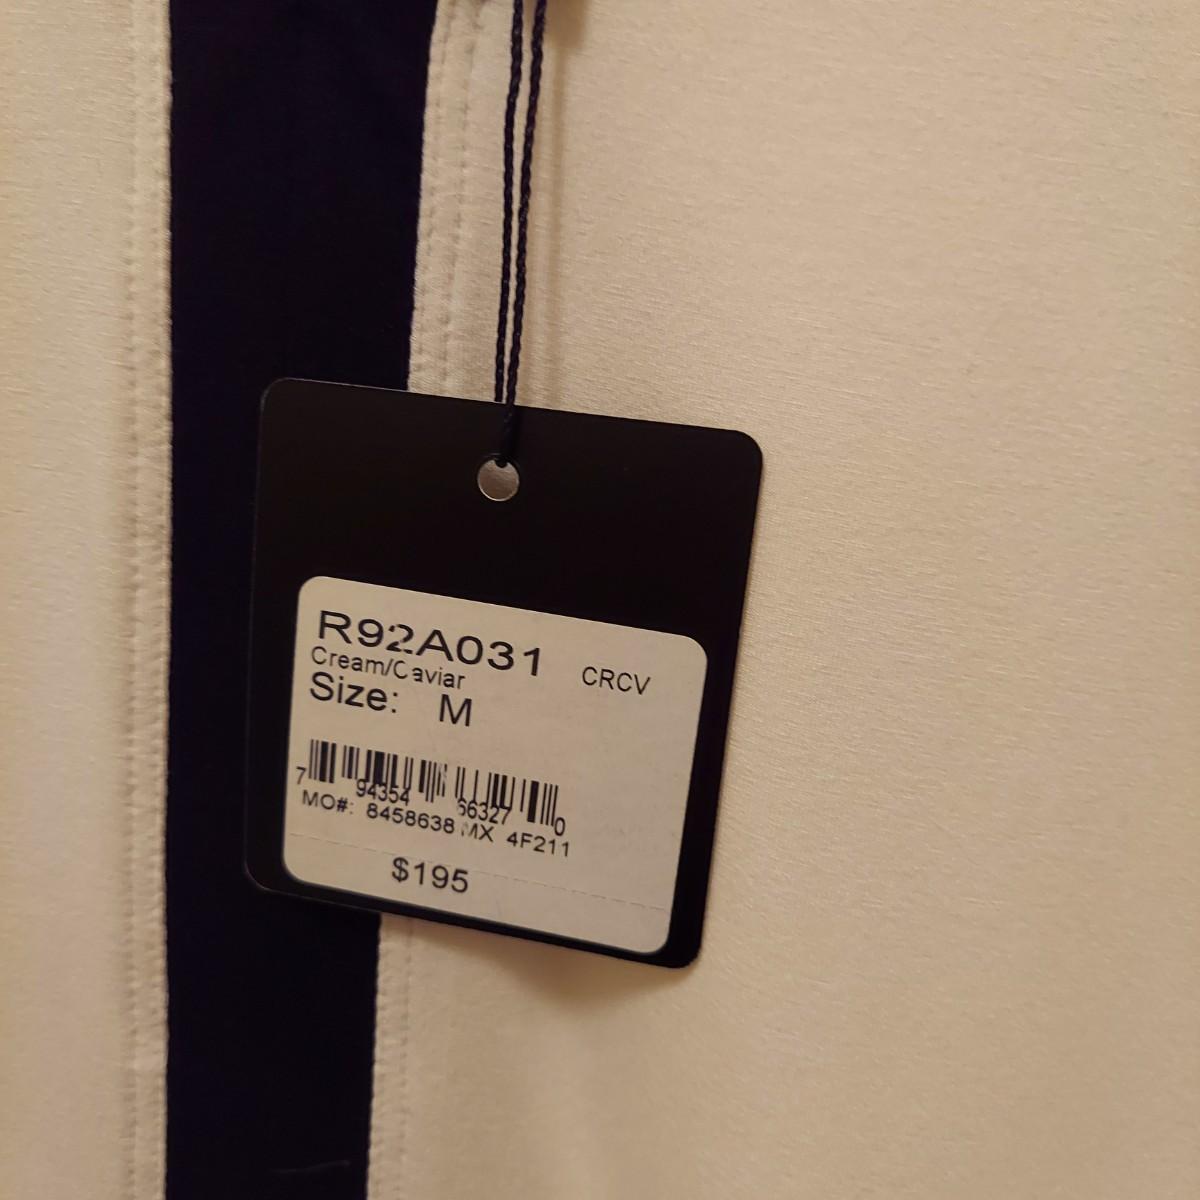 R92A031 CRCV
Cream/Caviar
Size: M
7 94354 66327 0
MO#: 8458638 MX 4F211
$195